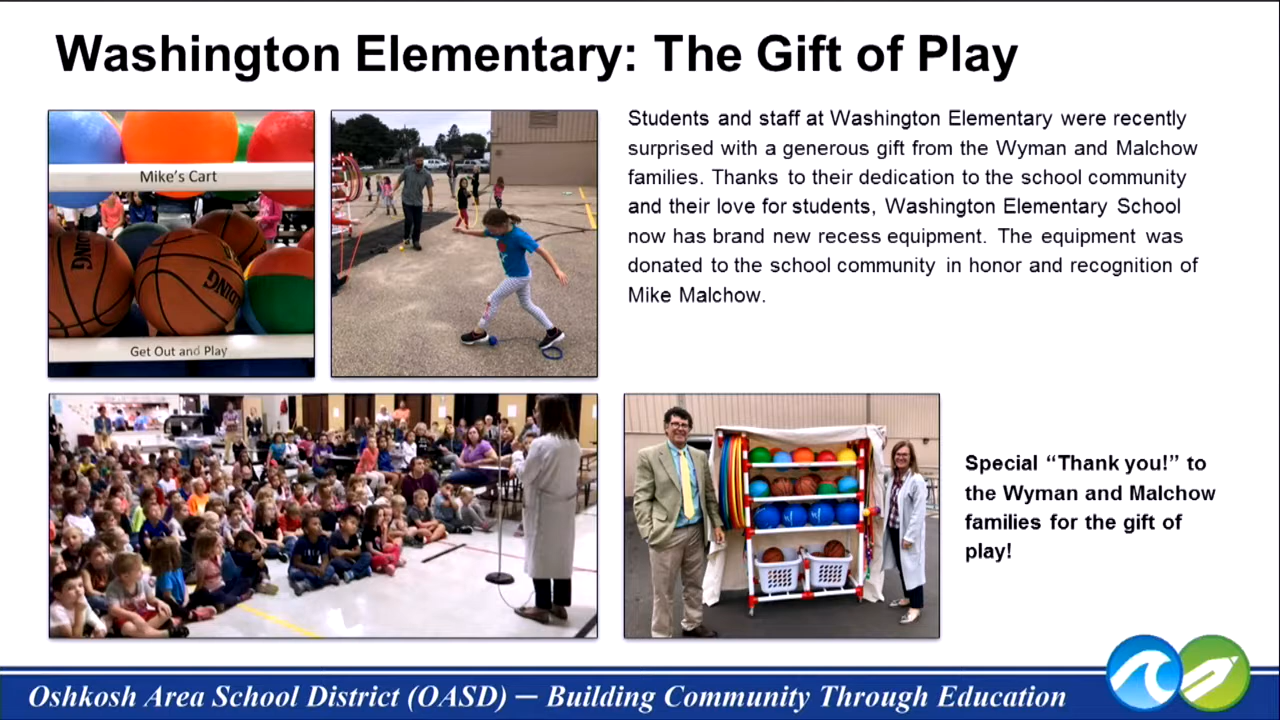 Washington Elementary: The Gift of Play
Mike's Cart
Get Out and Play
Students and staff at Washington Elementary were recently
surprised with a generous gift from the Wyman and Malchow
families. Thanks to their dedication to the school community
and their love for students, Washington Elementary School
now has brand new recess equipment. The equipment was
donated to the school community in honor and recognition of
Mike Malchow.
Special “Thank you!” to
the Wyman and Malchow
families for the gift of
play!
Oshkosh Area School District (OASD) — Building Community Through Education